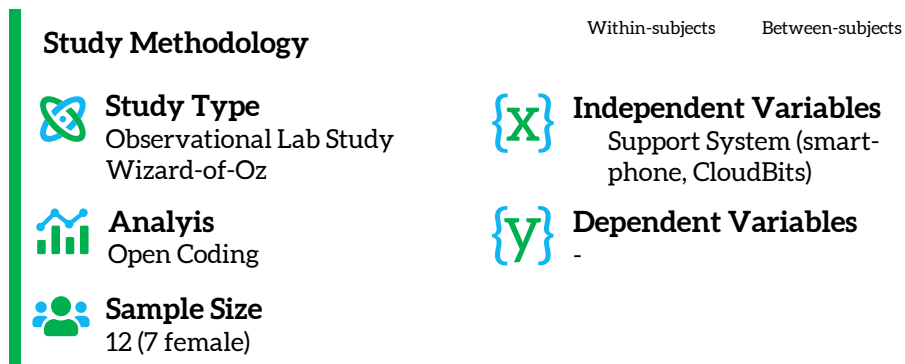 Study Methodology
Within-subjects
Between-subjects
Study Type
Observational Lab Study
Wizard-of-Oz
Analyis
Open Coding
Sample Size
12 (7 female)
{x}
Independent Variables
Support System (smart-
phone, CloudBits)
{y}
Dependent Variables
-